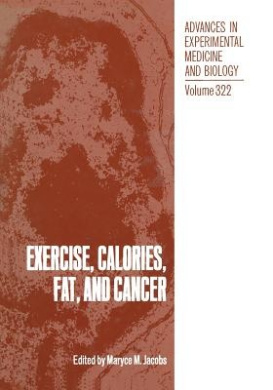 ADVANCES IN
EXPERIMENTAL
MEDICINE
AND BIOLOGY
Volume 322
EXERCISE, CALORIES,
FAT, AND CANCER
Edited by Maryce M. Jacobs